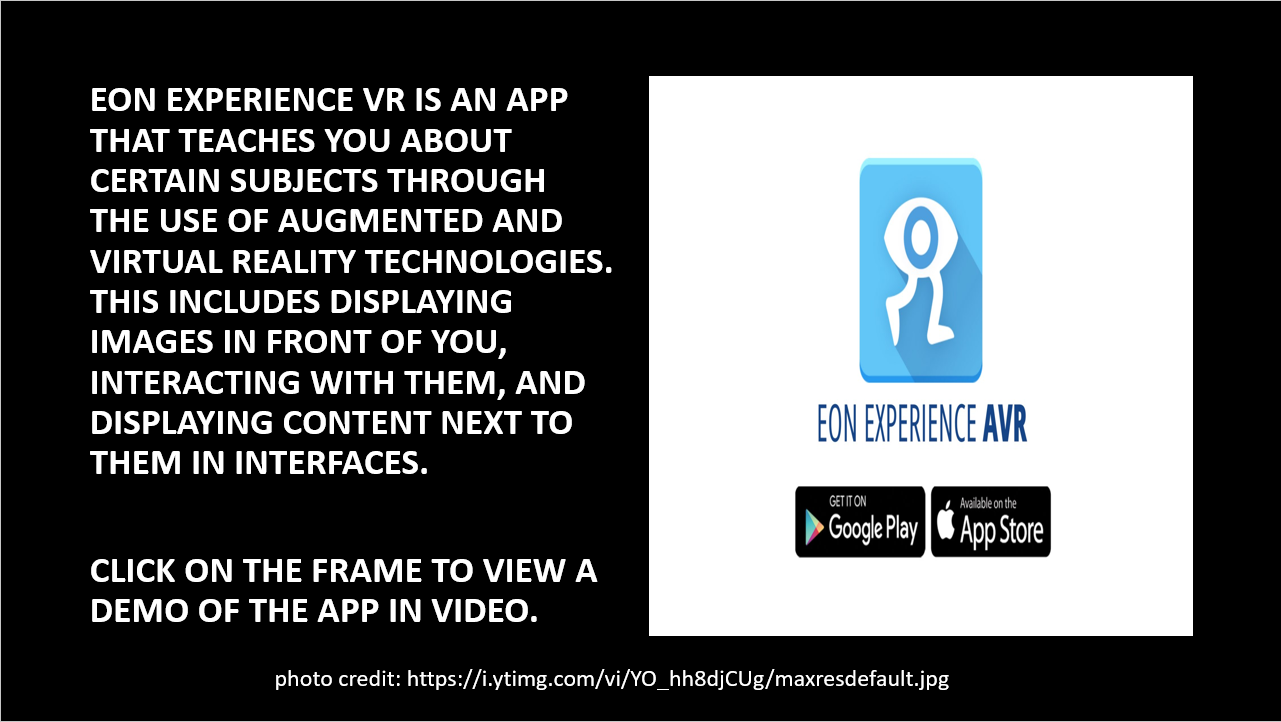 EON EXPERIENCE VR IS AN APP
THAT TEACHES YOU ABOUT
CERTAIN SUBJECTS THROUGH
THE USE OF AUGMENTED AND
VIRTUAL REALITY TECHNOLOGIES.
THIS INCLUDES DISPLAYING
IMAGES IN FRONT OF YOU,
INTERACTING WITH THEM, AND
DISPLAYING CONTENT NEXT TO
THEM IN INTERFACES.
CLICK ON THE FRAME TO VIEW A
DEMO OF THE APP IN VIDEO.
EON EXPERIENCE AVR
GET IT ON
Google Play
Available on the
App Store
photo credit: https://i.ytimg.com/vi/YO_hh8djCUg/maxresdefault.jpg